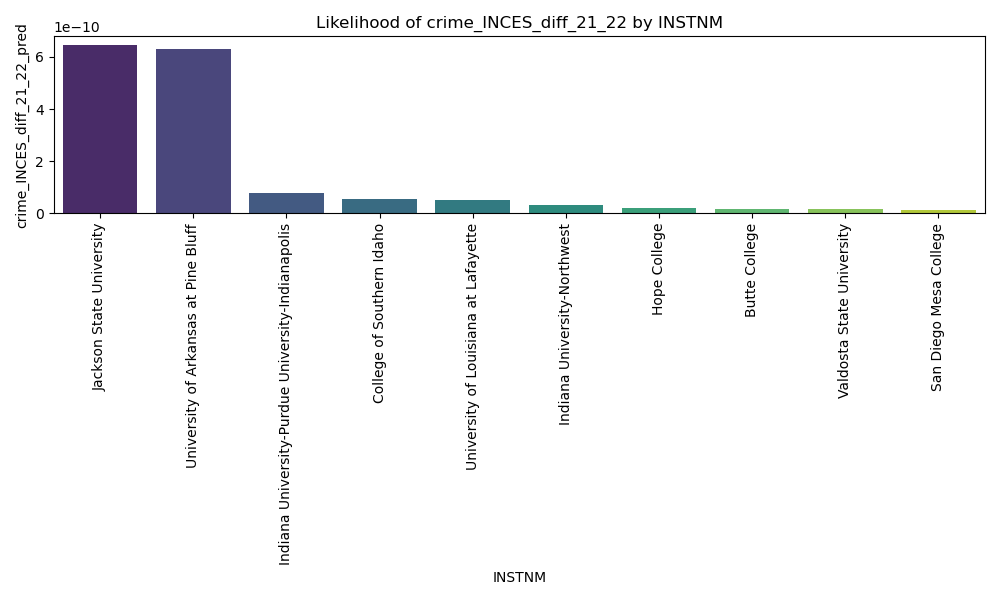 Likelihood of crime_INCES_diff_21_22 by INSTNM
1e−10
crime_INCES_diff_21_22_pred
6
4
2
0
Jackson State University
University of Arkansas at Pine Bluff
Indiana University-Purdue University-Indianapolis
College of Southern Idaho
University of Louisiana at Lafayette
Indiana University-Northwest
Hope College
Butte College
Valdosta State University
San Diego Mesa College
INSTNM